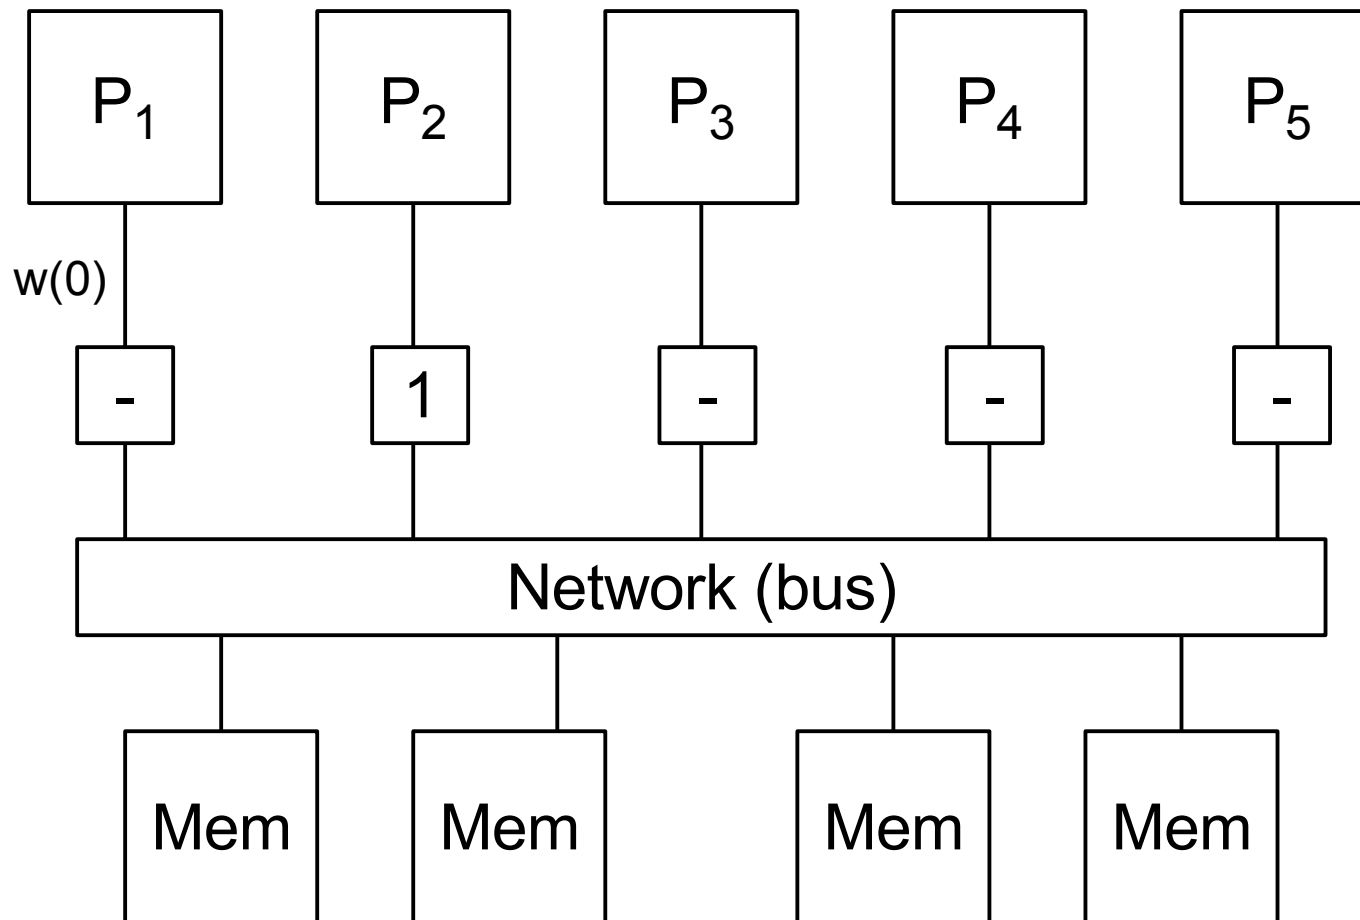 P₁ P₂ P₃ P₄ P₅
w(0)
- 1 - - -
Network (bus)
Mem Mem Mem Mem